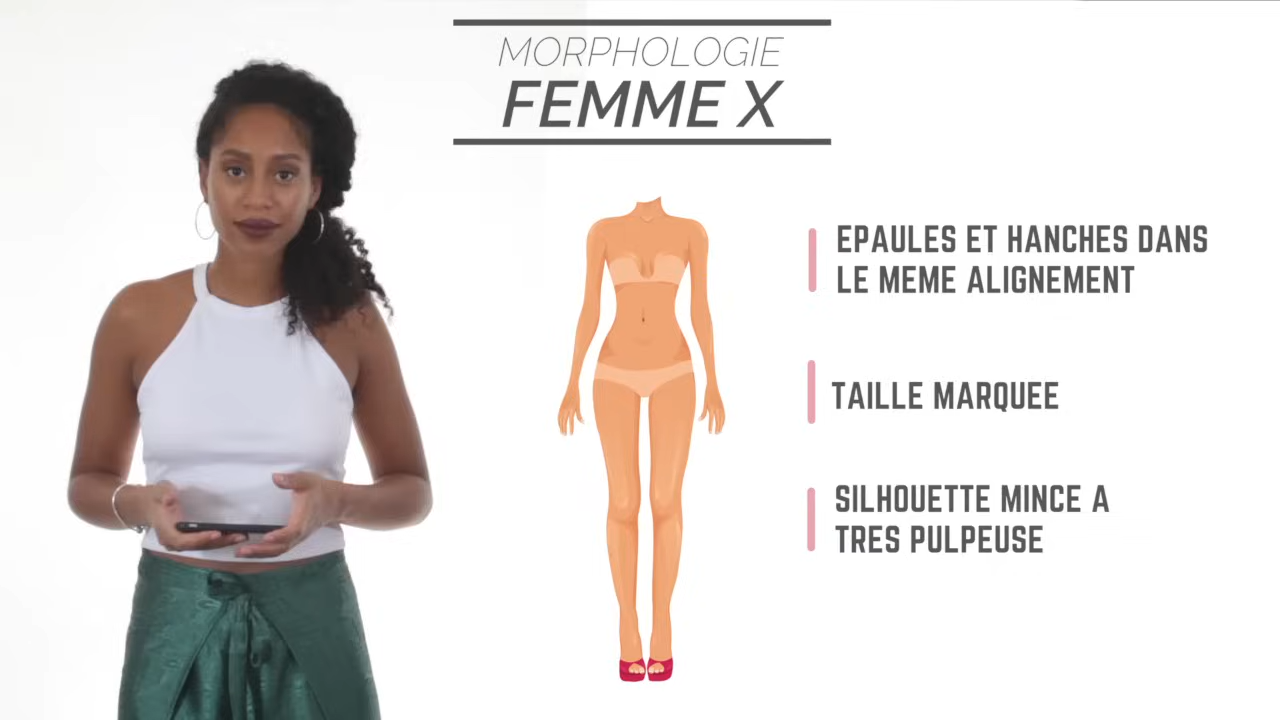 MORPHOLOGIE
FEMME X
EPAULES ET HANCHES DANS
LE MEME ALIGNEMENT
TAILLE MARQUEE
SILHOUETTE MINCE A
TRES PULPEUSE